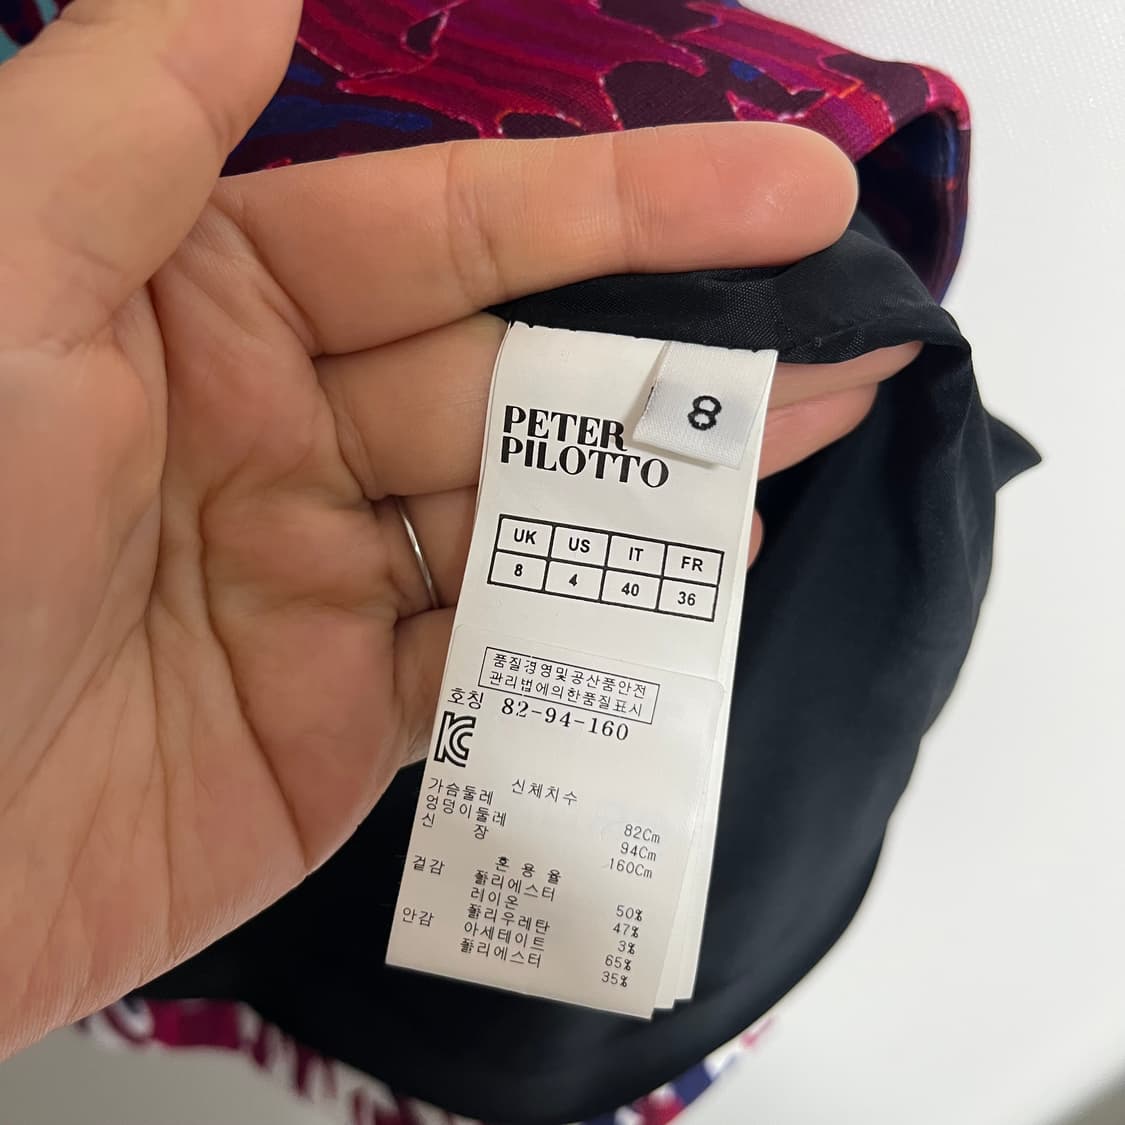 8
PETER
PILOTTO
UK US IT FR
8 4 40 36
품질경영및공산품안전
관리법에의한품질표시
호칭 82-94-160
신체치수
가슴둘레 82Cm
엉덩이둘레 94Cm
신 장 160Cm
혼 용 율
겉감 폴리에스터 50%
레이온 47%
폴리우레탄 3%
안감 아세테이트 65%
폴리에스터 35%